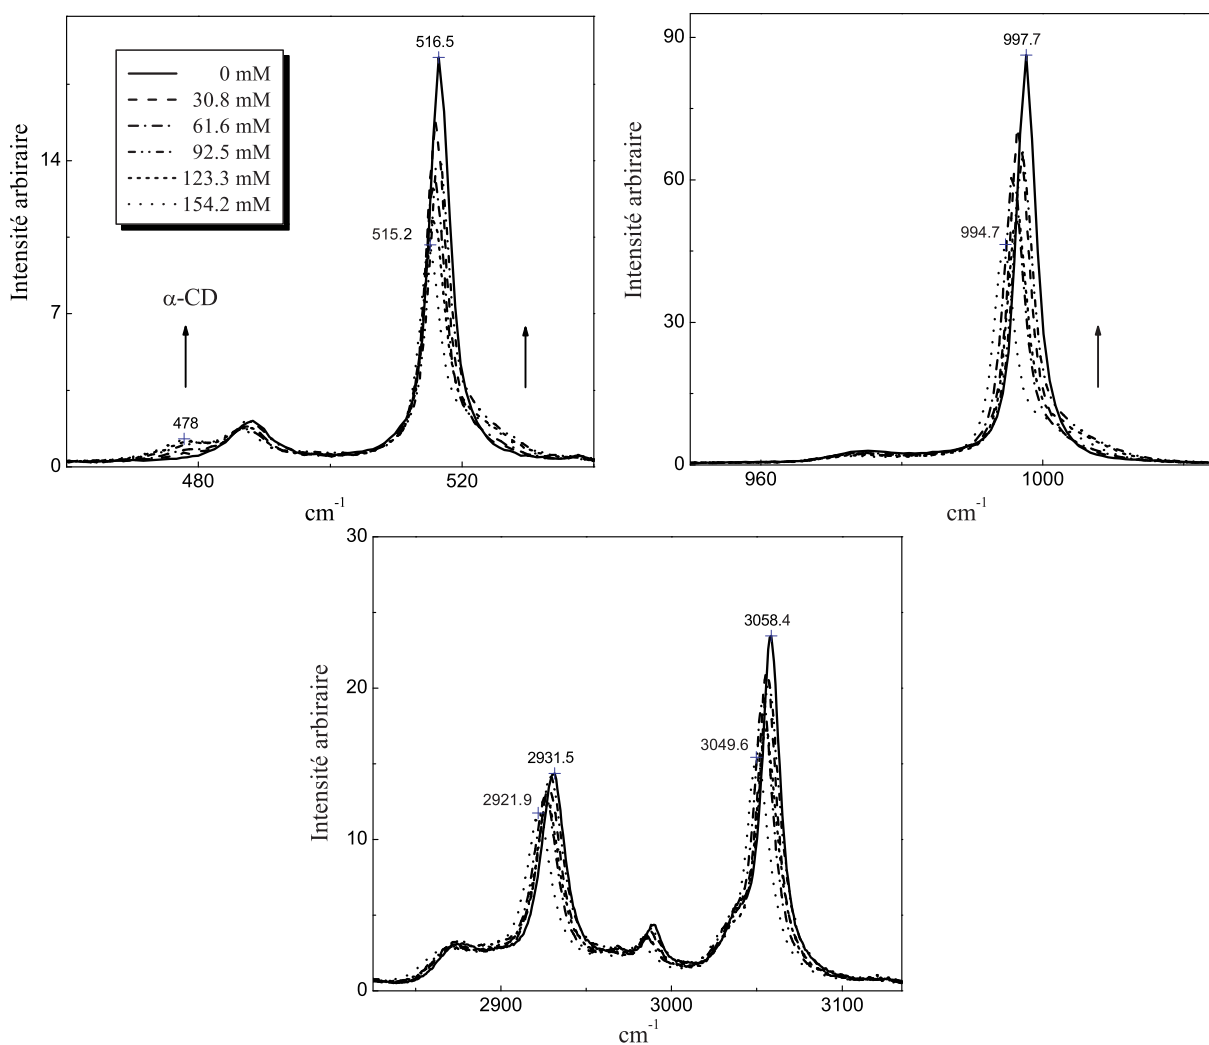 516.5
0 mM
30.8 mM
61.6 mM
92.5 mM
123.3 mM
154.2 mM
14
515.2
α-CD
7
478
0
480
520
cm-1
Intensité arbiraire
997.7
90
60
994.7
30
0
960
1000
cm-1
Intensité arbiraire
30
3058.4
20
3049.6
2931.5
2921.9
10
0
2900
3000
3100
cm-1
Intensité arbiraire